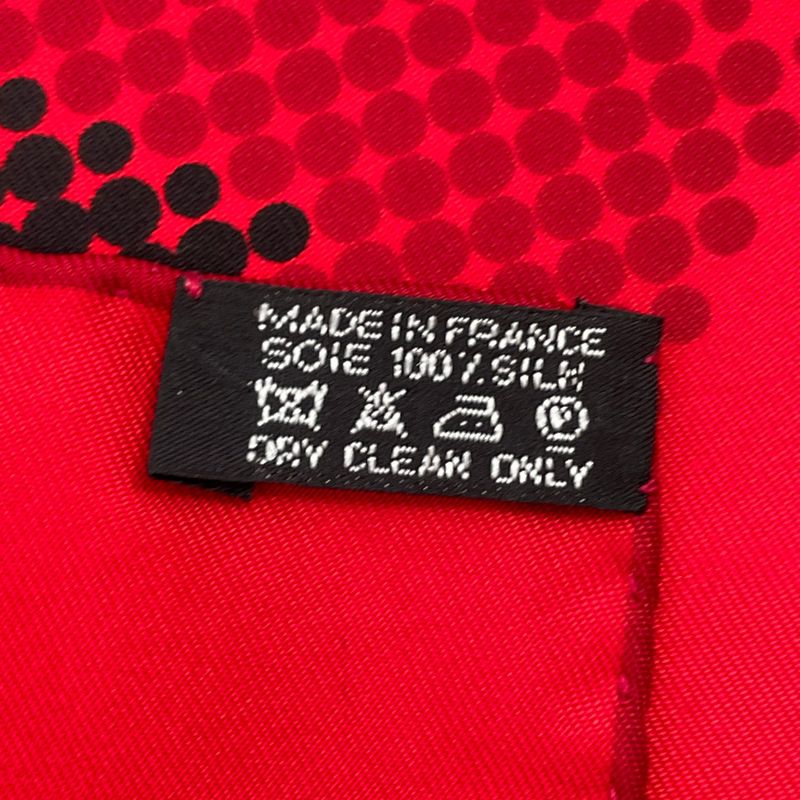 MADE IN FRANCE
SOIE 100% SILK
P
DRY CLEAN ONLY